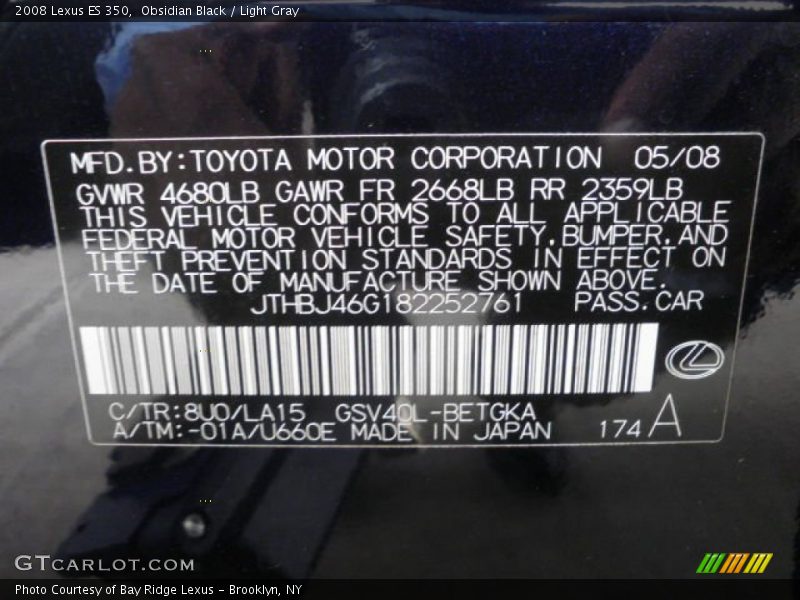 2008 Lexus ES 350,  Obsidian Black / Light Gray
MFD.BY:TOYOTA MOTOR CORPORATION 05/08
GVWR 4680LB GAWR FR 2668LB RR 2359LB
THIS VEHICLE CONFORMS TO ALL APPLICABLE
FEDERAL MOTOR VEHICLE SAFETY,BUMPER,AND
THEFT PREVENTION STANDARDS IN EFFECT ON
THE DATE OF MANUFACTURE SHOWN ABOVE.
JTHBJ46G182252761 PASS.CAR
C/TR:8U0/LA15 GSV40L-BETGKA
A/TM:-01A/U660E MADE IN JAPAN 174 A
GTCARLOT.COM
Photo Courtesy of Bay Ridge Lexus – Brooklyn, NY